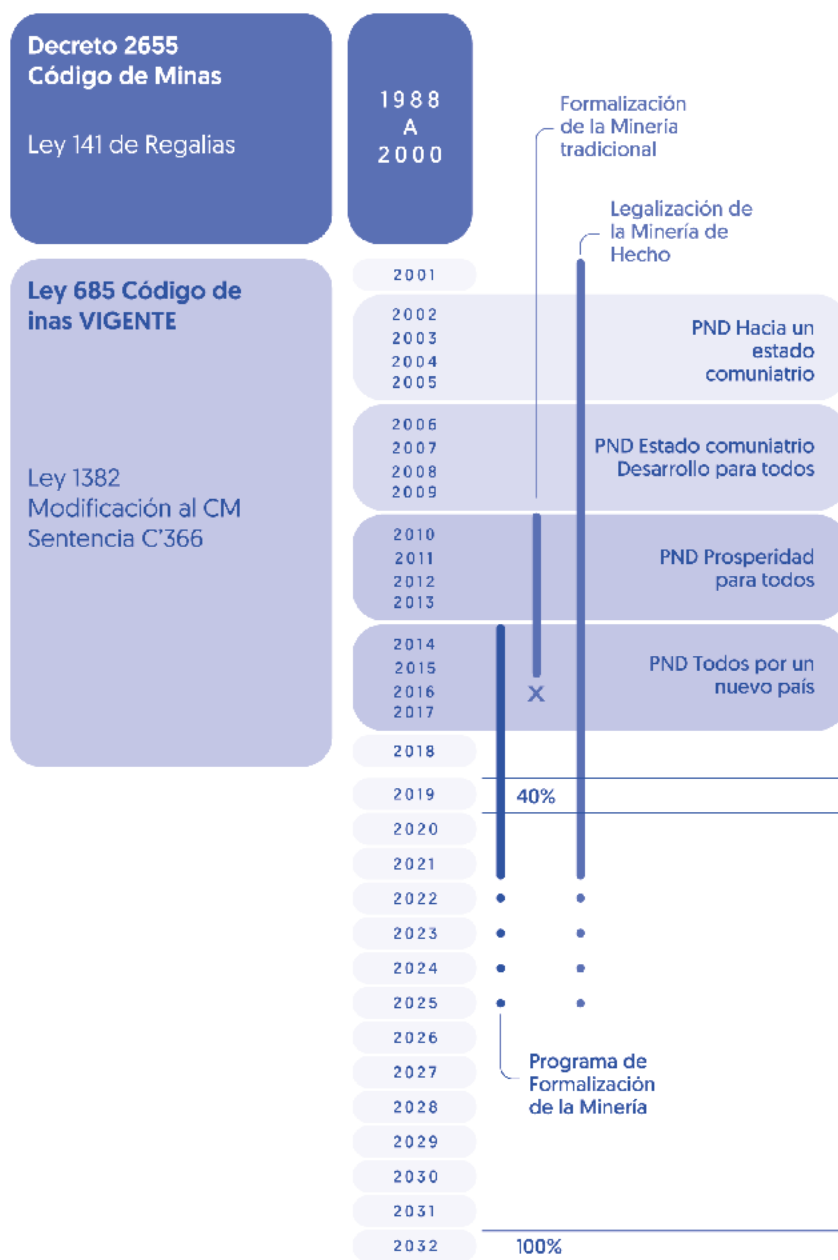 Decreto 2655
Código de Minas
Ley 141 de Regalias
1988
A
2000
Formalización
de la Minería
tradicional
Legalización de
la Minería de
Hecho
Ley 685 Código de
inas VIGENTE
Ley 1382
Modificación al CM
Sentencia C'366
2001
2002
2003
2004
2005
PND Hacia un
estado
comuniatrio
2006
2007
2008
2009
PND Estado comuniatrio
Desarrollo para todos
2010
2011
2012
2013
PND Prosperidad
para todos
2014
2015
2016
2017
X
PND Todos por un
nuevo país
2018
2019
40%
2020
2021
2022
2023
2024
2025
2026
2027
2028
2029
2030
2031
2032
Programa de
Formalización
de la Minería
100%